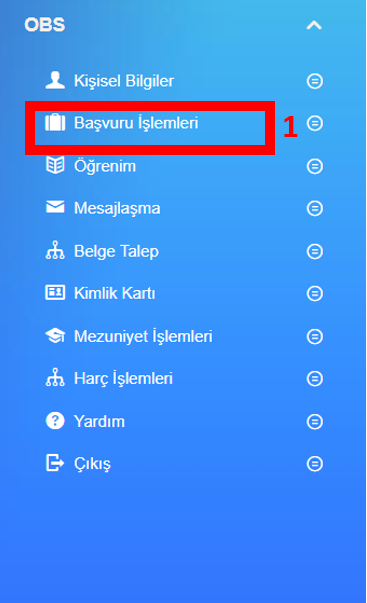 OBS
Kişisel Bilgiler
Başvuru İşlemleri 1
Öğrenim
Mesajlaşma
Belge Talep
Kimlik Kartı
Mezuniyet İşlemleri
Harç İşlemleri
Yardım
Çıkış